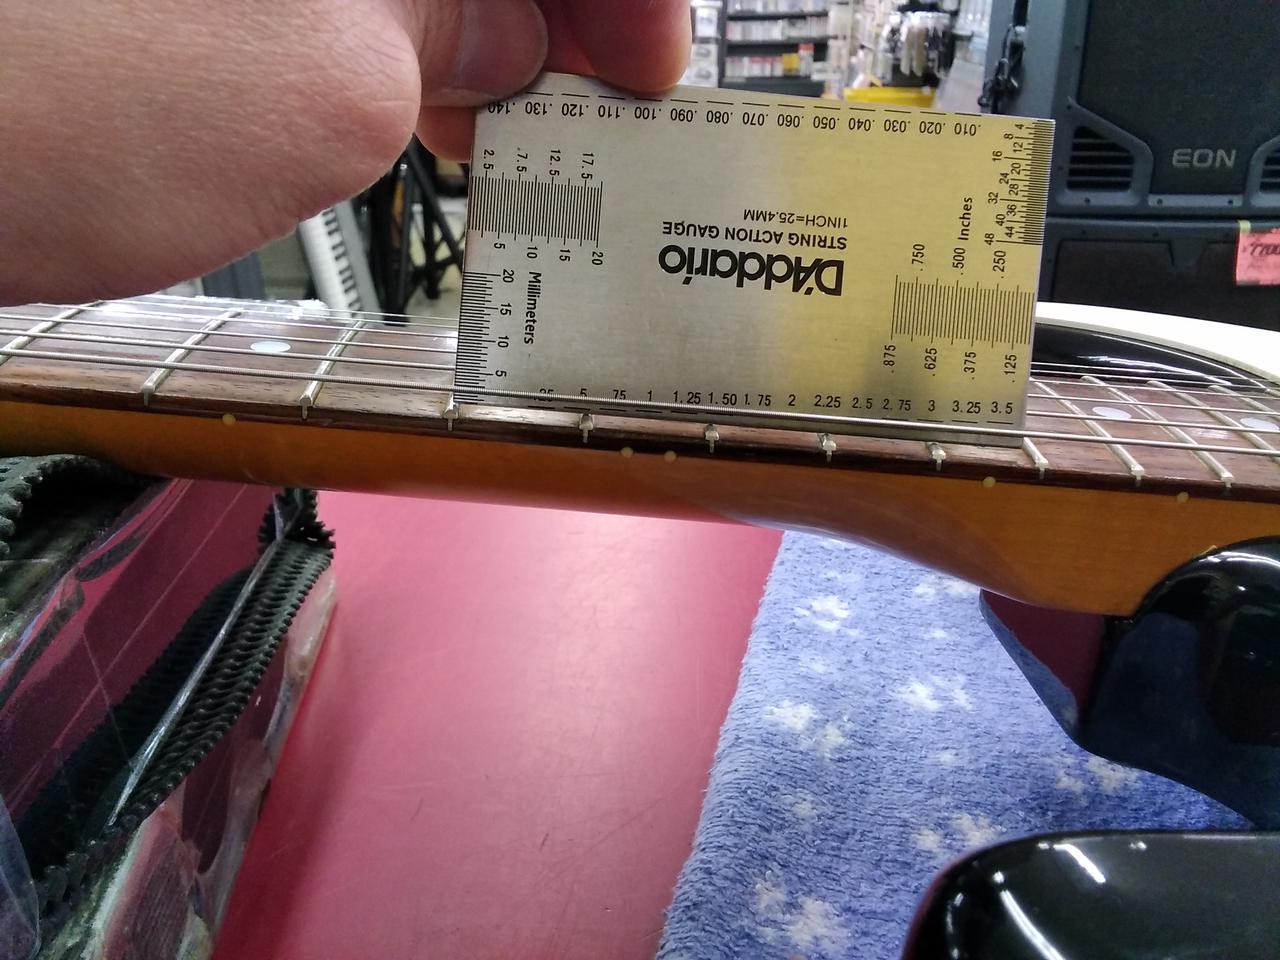 .140 .130 .120 .110 .100 .090 .080 .070 .060 .050 .040 .030 .020 .010
2.5 7.5 12.5 17.5
5 10 15 20
Millimeters
20 15 10 5
D'Addario
STRING ACTION GAUGE
1INCH=25.4MM
4 8 12 16 20 24 28 32 36 40 44 48
Inches
.750 .500 .250
.875 .625 .375 .125
.25 .5 .75 1 1.25 1.50 1.75 2 2.25 2.5 2.75 3 3.25 3.5
EON